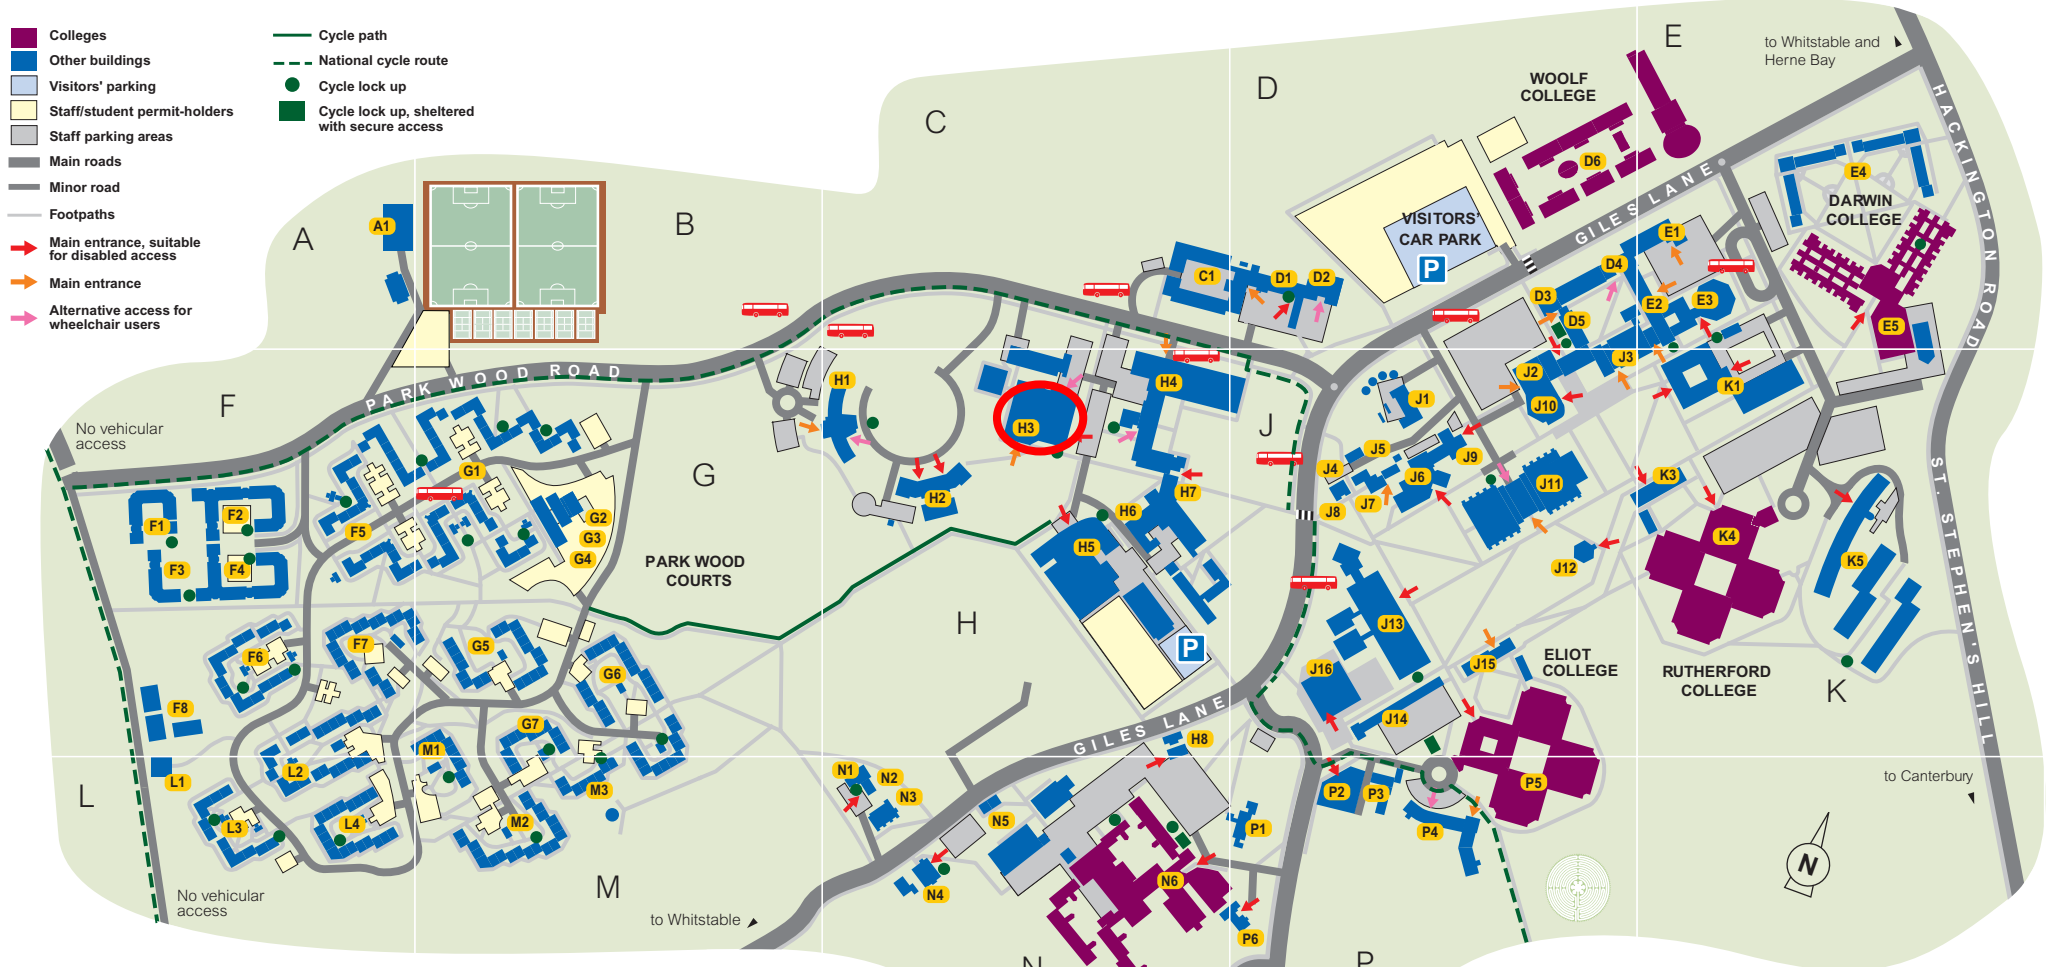 Colleges
Other buildings
Visitors' parking
Staff/student permit-holders
Staff parking areas
Main roads
Minor road
Footpaths
Main entrance, suitable
for disabled access
Main entrance
Alternative access for
wheelchair users
Cycle path
National cycle route
Cycle lock up
Cycle lock up, sheltered
with secure access
A
B
C
D
E
F
G
H
J
K
L
M
N
P
to Whitstable and
Herne Bay
HACKINGTON ROAD
ST. STEPHEN'S HILL
to Canterbury
WOOLF
COLLEGE
D6
GILES LANE
VISITORS'
CAR PARK
P
DARWIN
COLLEGE
E4
E5
E1
E2
E3
D4
D3
D5
C1
D1
D2
A1
PARK WOOD ROAD
No vehicular
access
H1
H2
H3
H4
H5
H6
H7
H8
P
J1
J2
J3
J10
K1
J4
J5
J6
J7
J8
J9
J11
J12
K3
K4
K5
J13
J14
J15
J16
ELIOT
COLLEGE
RUTHERFORD
COLLEGE
F1
F2
F3
F4
F5
F6
F7
F8
G1
G2
G3
G4
G5
G6
G7
PARK WOOD
COURTS
GILES LANE
L1
L2
L3
L4
M1
M2
M3
N1
N2
N3
N4
N5
N6
P1
P2
P3
P4
P5
P6
No vehicular
access
to Whitstable
N